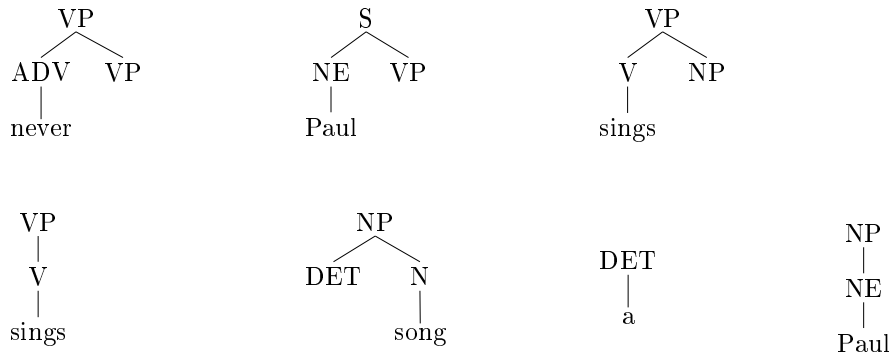 VP S VP
ADV VP NE VP V NP
never Paul sings
VP NP NP
DET
V DET N NE
sings song a Paul